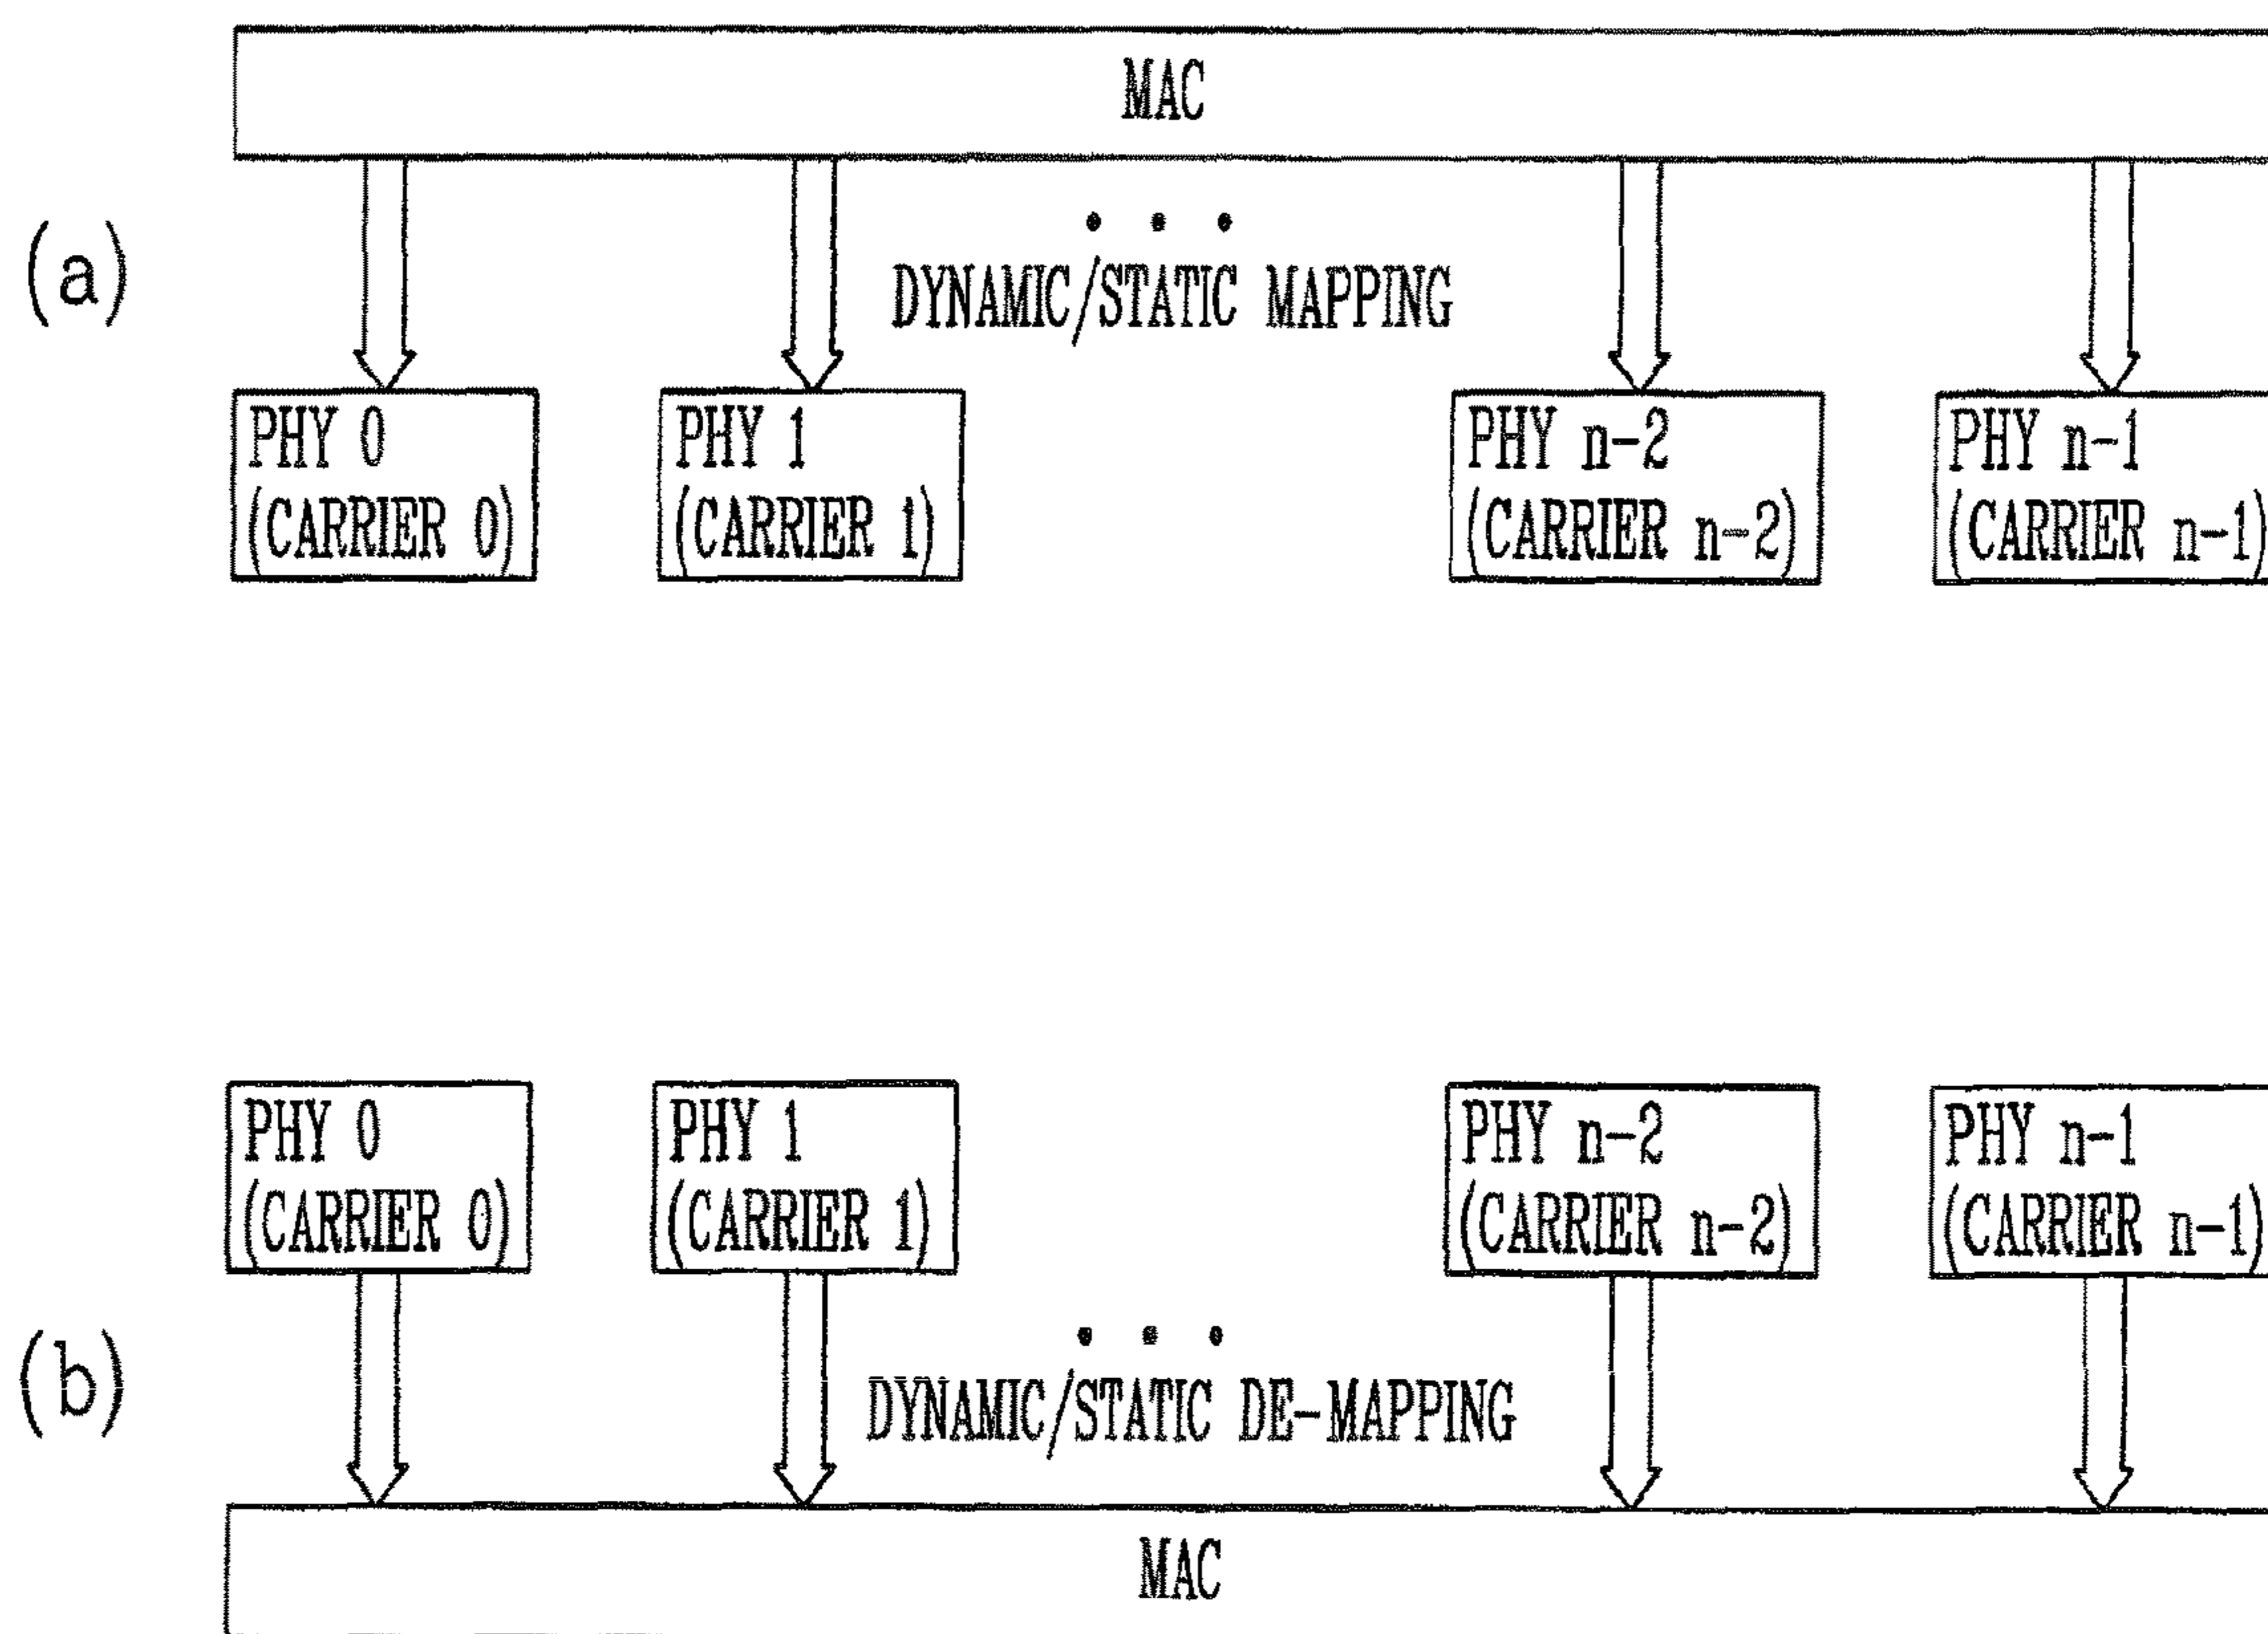 MAC
(a)
DYNAMIC/STATIC MAPPING
PHY 0
(CARRIER 0)
PHY 1
(CARRIER 1)
PHY n-2
(CARRIER n-2)
PHY n-1
(CARRIER n-1)
PHY 0
(CARRIER 0)
PHY 1
(CARRIER 1)
PHY n-2
(CARRIER n-2)
PHY n-1
(CARRIER n-1)
(b)
DYNAMIC/STATIC DE-MAPPING
MAC